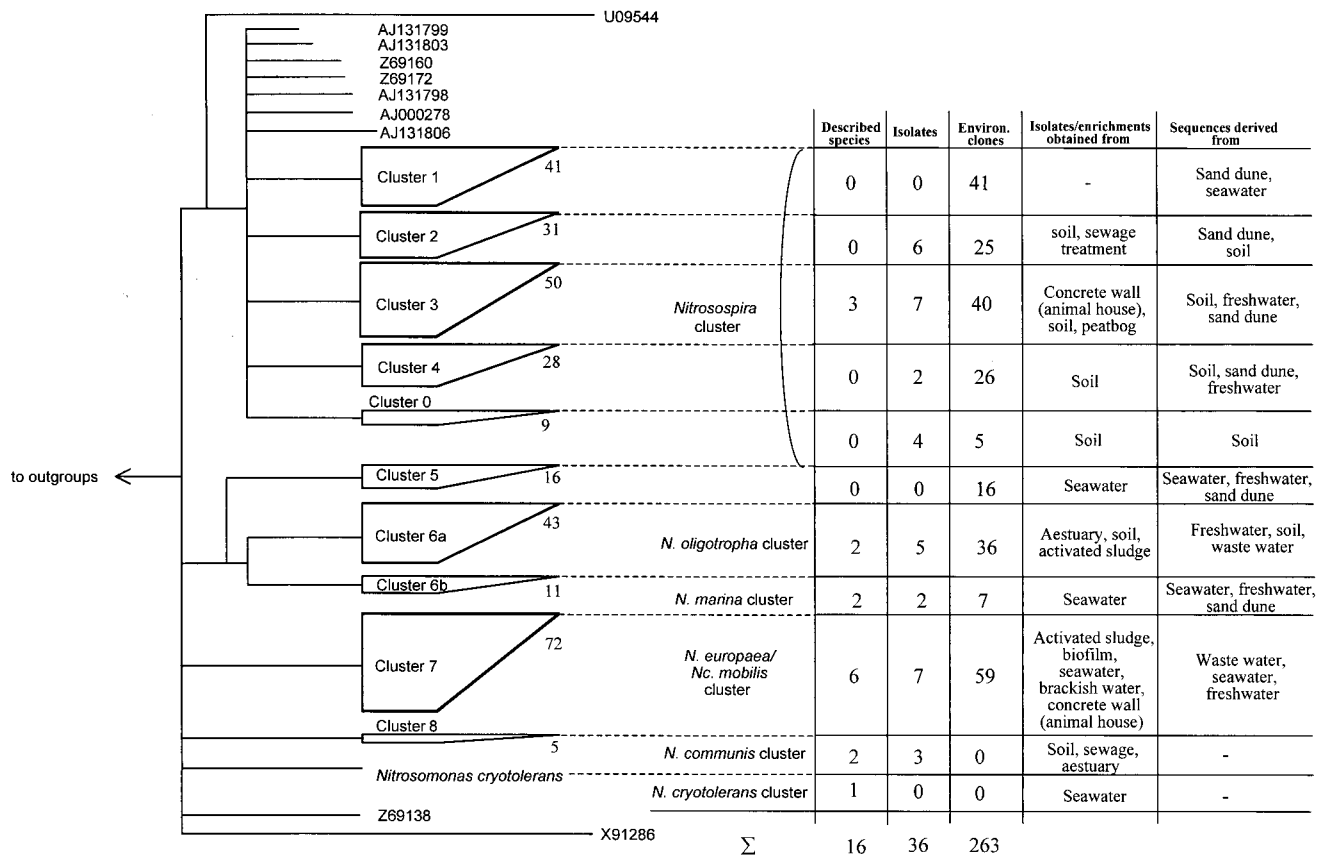 U09544
AJ131799
AJ131803
Z69160
Z69172
AJ131798
AJ000278
AJ131806
Described species
Isolates
Environ. clones
Isolates/enrichments obtained from
Sequences derived from
Cluster 1
41
0
0
41
-
Sand dune, seawater
Cluster 2
31
0
6
25
soil, sewage treatment
Sand dune, soil
Cluster 3
50
Nitrosospira cluster
3
7
40
Concrete wall (animal house), soil, peatbog
Soil, freshwater, sand dune
Cluster 4
28
0
2
26
Soil
Soil, sand dune, freshwater
Cluster 0
9
0
4
5
Soil
Soil
to outgroups
Cluster 5
16
0
0
16
Seawater
Seawater, freshwater, sand dune
Cluster 6a
43
N. oligotropha cluster
2
5
36
Aestuary, soil, activated sludge
Freshwater, soil, waste water
Cluster 6b
11
N. marina cluster
2
2
7
Seawater
Seawater, freshwater, sand dune
Cluster 7
72
N. europaea/ Nc. mobilis cluster
6
7
59
Activated sludge, biofilm, seawater, brackish water, concrete wall (animal house)
Waste water, seawater, freshwater
Cluster 8
5
N. communis cluster
2
3
0
Soil, sewage, aestuary
-
Nitrosomonas cryotolerans
N. cryotolerans cluster
1
0
0
Seawater
-
Z69138
X91286
Σ
16
36
263